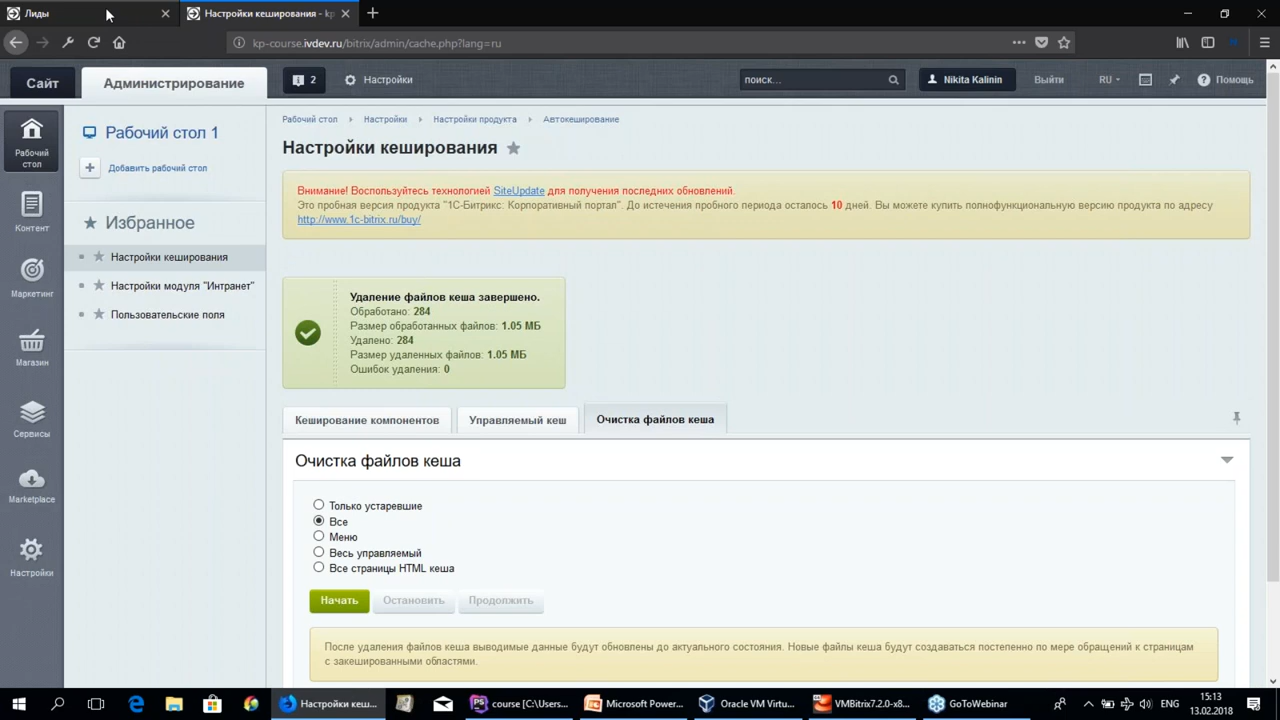 Лиды
Настройки кеширования - kp
kp-course.ivdev.ru/bitrix/admin/cache.php?lang=ru
Сайт
Администрирование
2
Настройки
поиск...
Nikita Kalinin
Выйти
RU
Помощь
Рабочий стол
Контент
Маркетинг
Магазин
Сервисы
Marketplace
Настройки
Рабочий стол 1
Добавить рабочий стол
Избранное
Настройки кеширования
Настройки модуля "Интранет"
Пользовательские поля
Рабочий стол Настройки Настройки продукта Автокеширование
Настройки кеширования
Внимание! Воспользуйтесь технологией SiteUpdate для получения последних обновлений.
Это пробная версия продукта "1С-Битрикс: Корпоративный портал". До истечения пробного периода осталось 10 дней. Вы можете купить полнофункциональную версию продукта по адресу
http://www.1c-bitrix.ru/buy/
Удаление файлов кеша завершено.
Обработано: 284
Размер обработанных файлов: 1.05 МБ
Удалено: 284
Размер удаленных файлов: 1.05 МБ
Ошибок удаления: 0
Кеширование компонентов
Управляемый кеш
Очистка файлов кеша
Очистка файлов кеша
Только устаревшие
Все
Меню
Весь управляемый
Все страницы HTML кеша
Начать
Остановить
Продолжить
После удаления файлов кеша выводимые данные будут обновлены до актуального состояния. Новые файлы кеша будут создаваться постепенно по мере обращений к страницам
с закешированными областями.
Настройки кеш...
course [C:\Users...
Microsoft Power...
Oracle VM Virtu...
VMBitrix7.2.0-x8...
GoToWebinar
ENG
15:13
13.02.2018